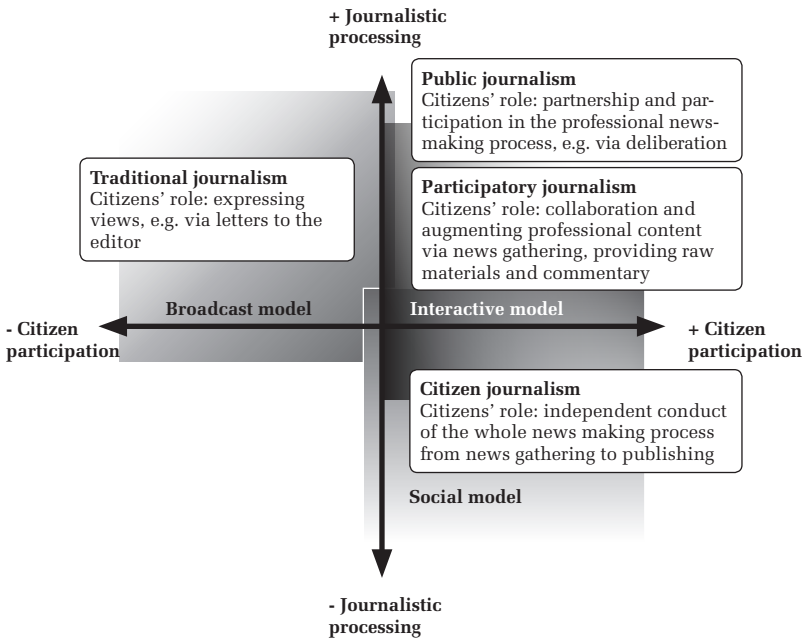 + Journalistic
processing
Public journalism
Citizens’ role: partnership and par-
ticipation in the professional news-
making process, e.g. via deliberation
Traditional journalism
Citizens’ role: expressing
views, e.g. via letters to the
editor
Participatory journalism
Citizens’ role: collaboration and
augmenting professional content
via news gathering, providing raw
materials and commentary
Broadcast model
Interactive model
- Citizen
participation
+ Citizen
participation
Citizen journalism
Citizens’ role: independent conduct
of the whole news making process
from news gathering to publishing
Social model
- Journalistic
processing